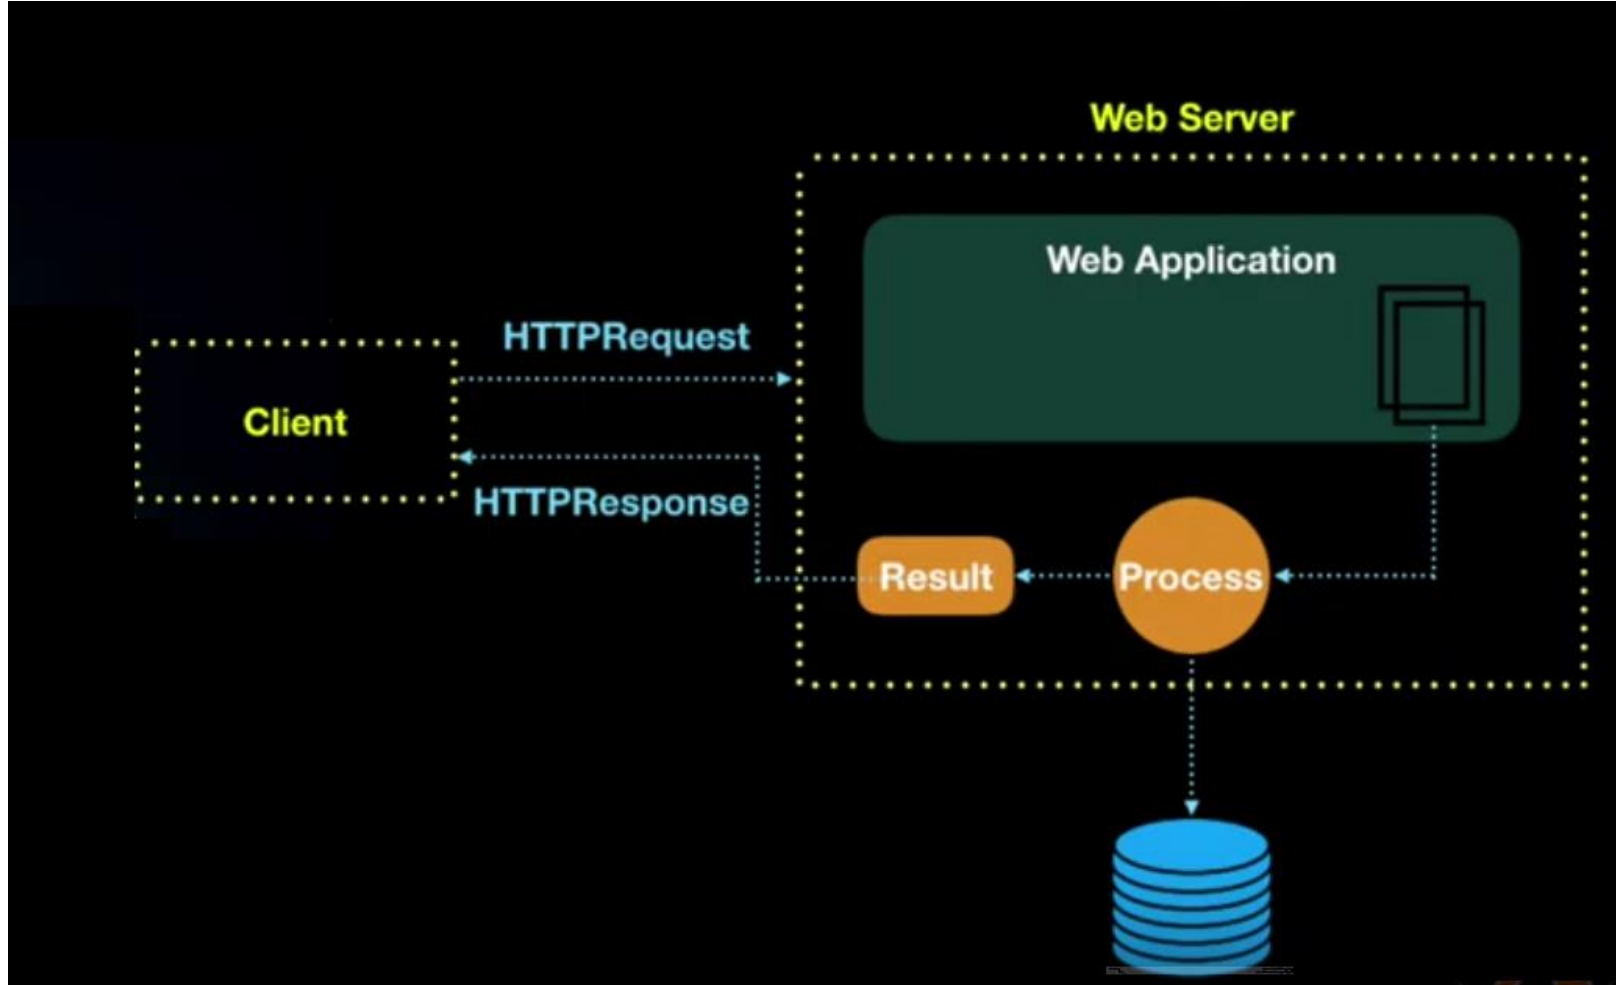 Web Server
Web Application
HTTPRequest
Client
HTTPResponse
Result
Process